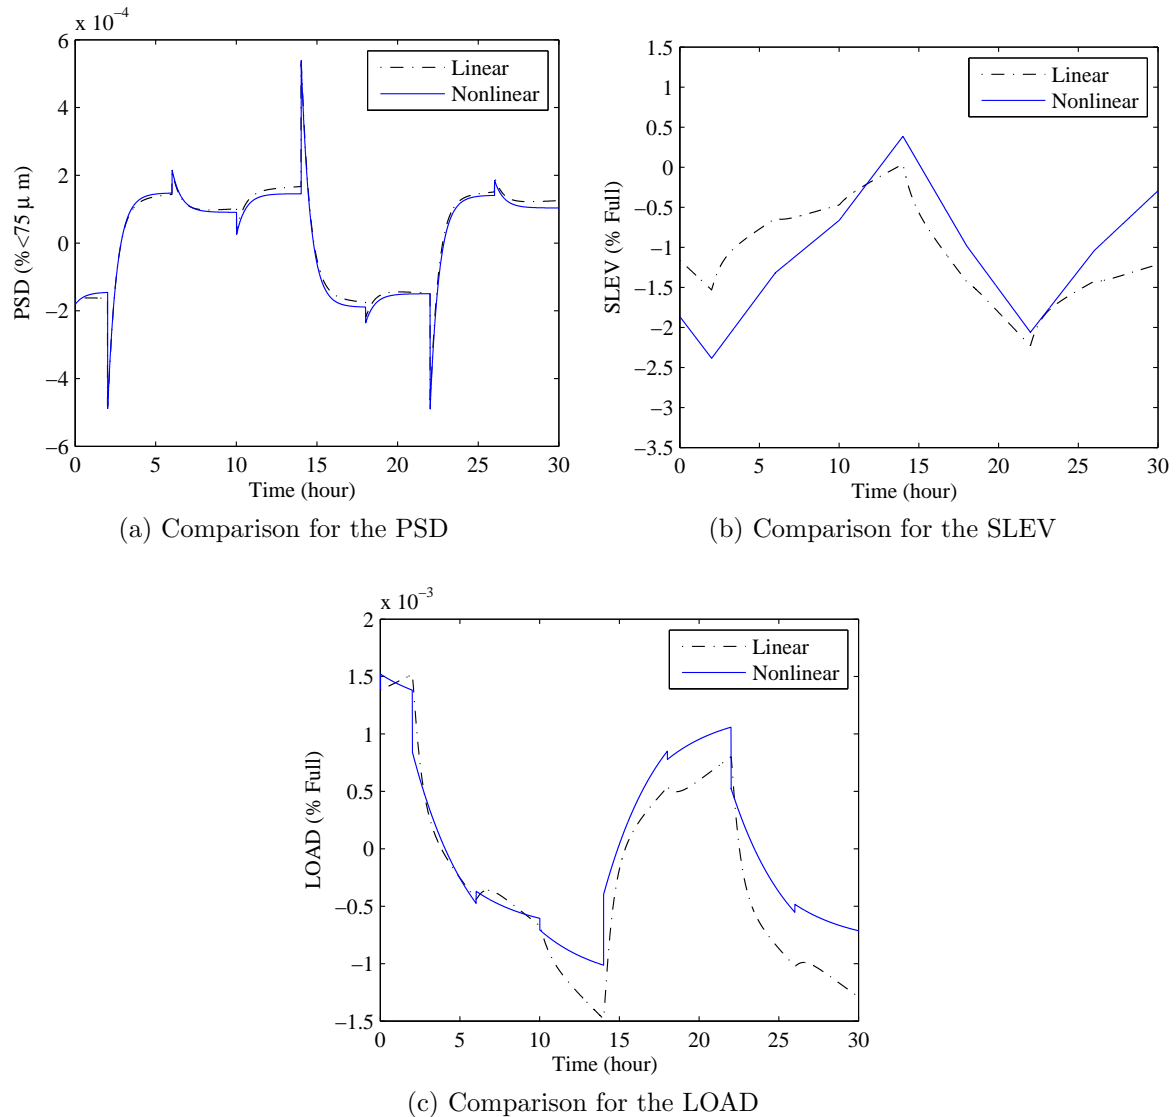 x 10−4
6
4
2
0
−2
−4
−6
PSD (%<75 μ m)
0 5 10 15 20 25 30
Time (hour)
Linear
Nonlinear
(a) Comparison for the PSD
1.5
1
0.5
0
−0.5
−1
−1.5
−2
−2.5
−3
−3.5
SLEV (% Full)
0 5 10 15 20 25 30
Time (hour)
Linear
Nonlinear
(b) Comparison for the SLEV
x 10−3
2
1.5
1
0.5
0
−0.5
−1
−1.5
LOAD (% Full)
0 5 10 15 20 25 30
Time (hour)
Linear
Nonlinear
(c) Comparison for the LOAD